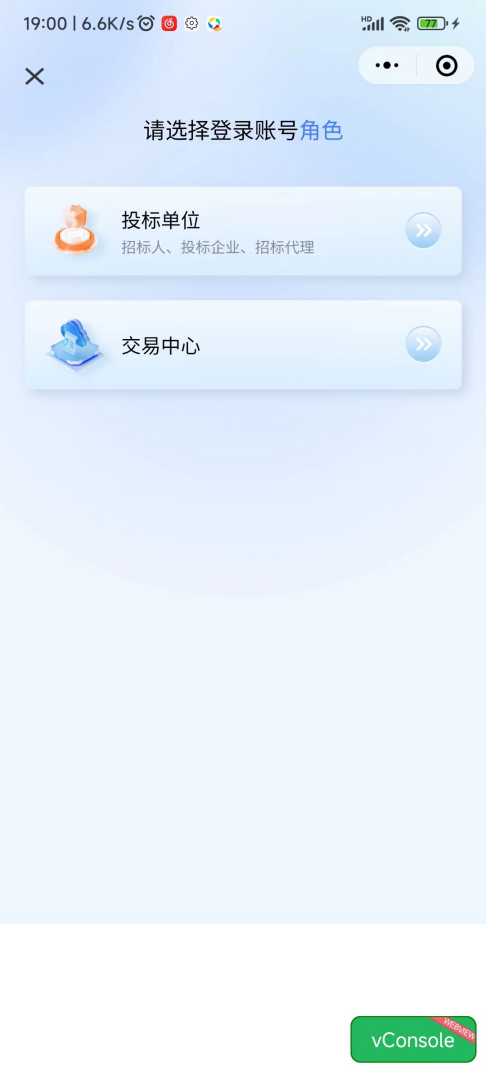 19:00 | 6.6K/s
HD
77
请选择登录账号角色
投标单位
招标人、投标企业、招标代理
交易中心
vConsole
WEBVIEW